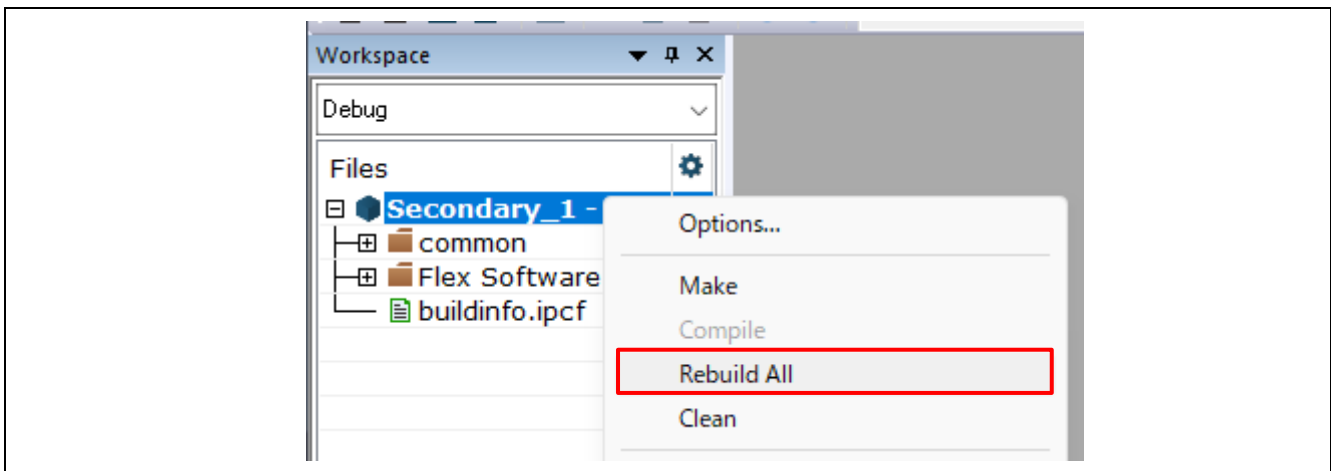 Workspace
Debug
Files
Secondary_1 -
common
Flex Software
buildinfo.ipcf
Options...
Make
Compile
Rebuild All
Clean